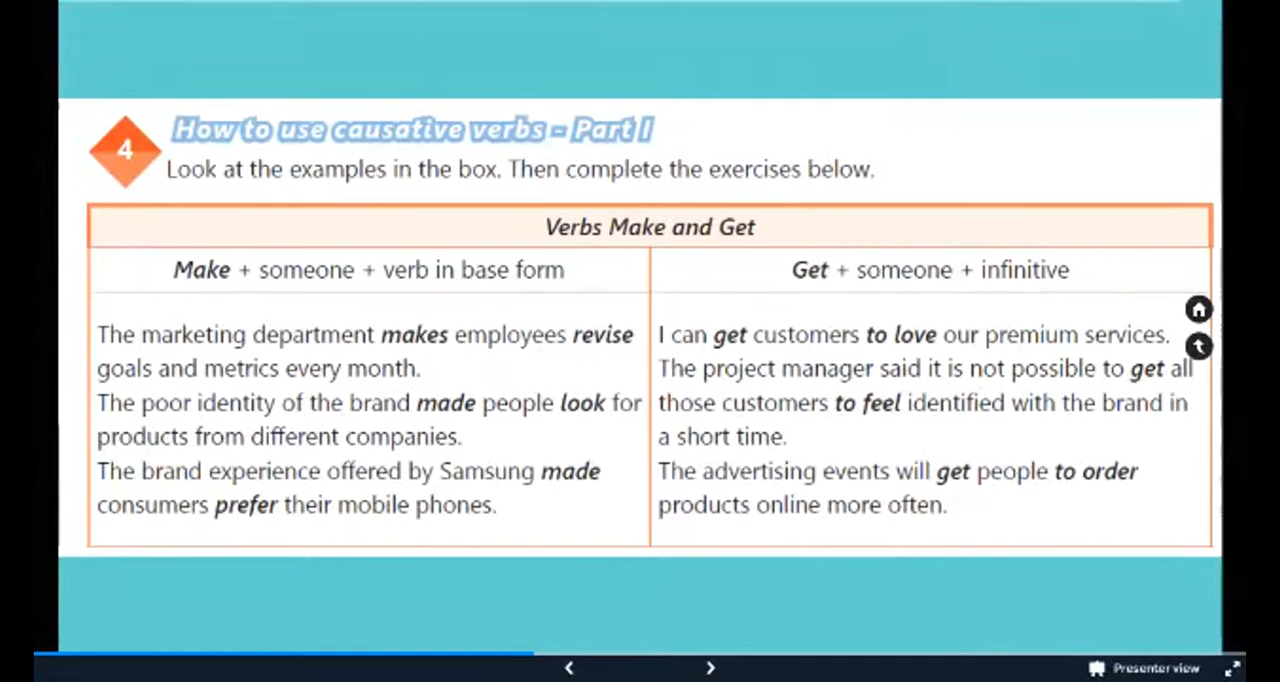 4
How to use causative verbs - Part I
Look at the examples in the box. Then complete the exercises below.
Verbs Make and Get
Make + someone + verb in base form
The marketing department makes employees revise
goals and metrics every month.
The poor identity of the brand made people look for
products from different companies.
The brand experience offered by Samsung made
consumers prefer their mobile phones.
Get + someone + infinitive
I can get customers to love our premium services.
The project manager said it is not possible to get all
those customers to feel identified with the brand in
a short time.
The advertising events will get people to order
products online more often.
Presenter view